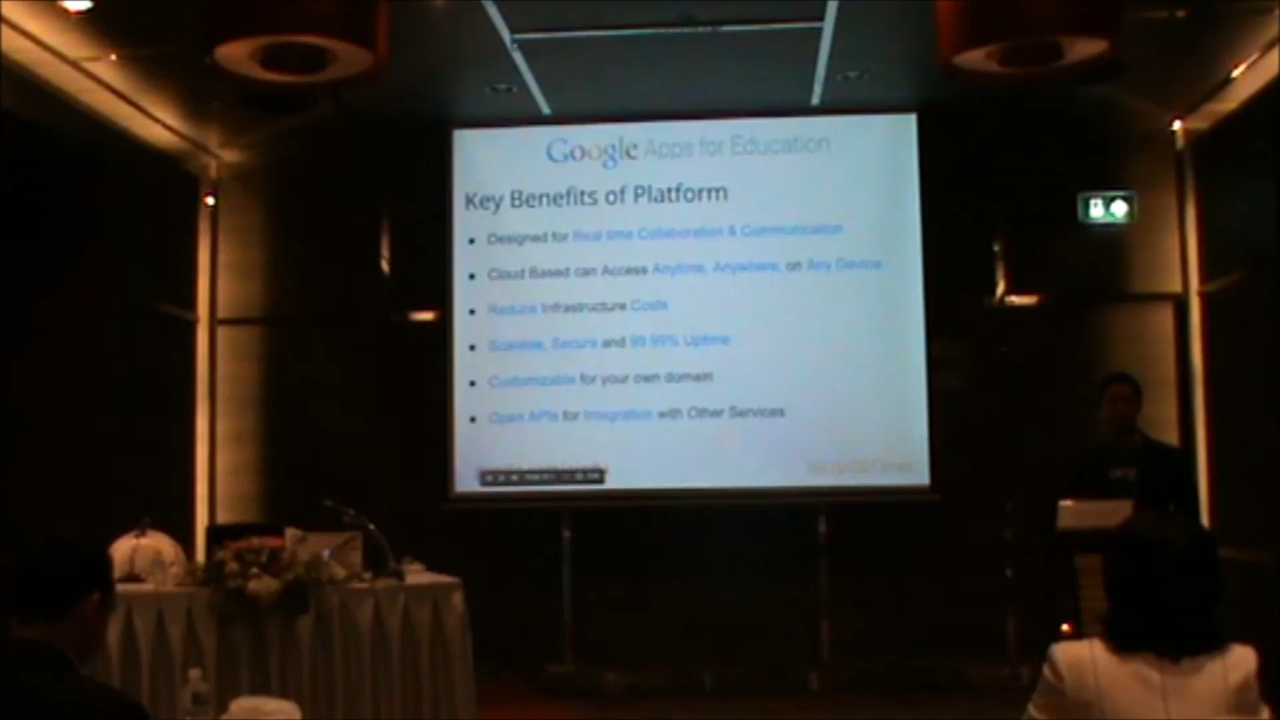 Google Apps for Education
Key Benefits of Platform
Designed for Real time Collaboration & Communication
Cloud Based can Access Anytime, Anywhere, on Any Device
Reduce Infrastructure Costs
Scalable, Secure and 99.99% Uptime
Customizable for your own domain
Open APIs for Integration with Other Services